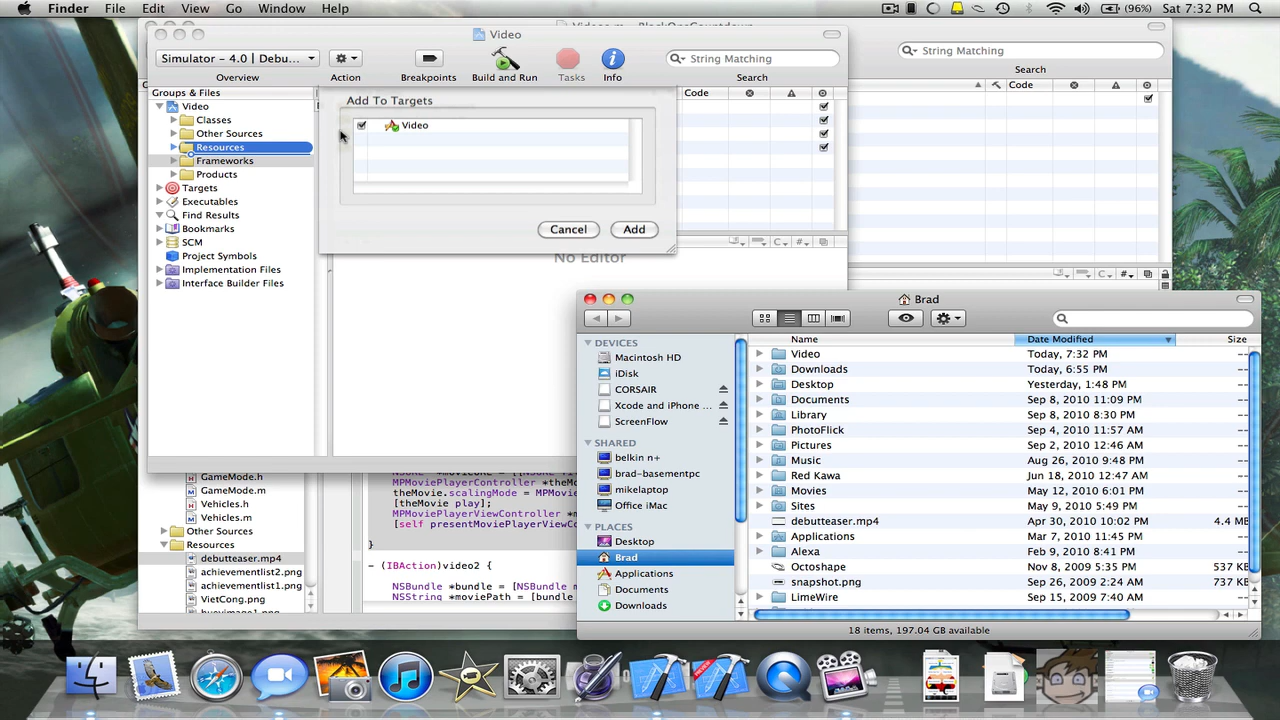 Finder File Edit View Go Window Help (96%) Sat 7:32 PM
Video
Simulator – 4.0 | Debu...
String Matching
String Matching
Overview Action Breakpoints Build and Run Tasks Info Search
Search
Groups & Files
Code
Code
Add To Targets
Video
Cancel Add
Video
Classes
Other Sources
Resources
Frameworks
Products
Targets
Executables
Find Results
Bookmarks
SCM
Project Symbols
Implementation Files
Interface Builder Files
No Editor
GameMode.h
GameMode.m
Vehicles.h
Vehicles.m
Other Sources
Resources
debutteaser.mp4
achievementlist2.png
achievementlist1.png
VietCong.png
MPMoviePlayerController *theM
theMovie.scalingMode = MPMov
[theMovie play];
MPMoviePlayerViewController *m
[self presentMoviePlayerViewCo
}
- (IBAction)video2 {
NSBundle *bundle = [NSBundle m
NSString *moviePath = [bundle
Brad
DEVICES
Macintosh HD
iDisk
CORSAIR
Xcode and iPhone ...
ScreenFlow
SHARED
belkin n+
brad-basementpc
mikelaptop
Office iMac
PLACES
Desktop
Brad
Applications
Documents
Downloads
Name Date Modified Size
Video Today, 7:32 PM --
Downloads Today, 6:55 PM --
Desktop Yesterday, 1:48 PM --
Documents Sep 8, 2010 11:09 PM --
Library Sep 8, 2010 8:30 PM --
PhotoFlick Sep 4, 2010 11:57 AM --
Pictures Sep 2, 2010 12:46 AM --
Music Aug 26, 2010 9:48 PM --
Red Kawa Jun 18, 2010 12:47 AM --
Movies May 12, 2010 6:01 PM --
Sites May 9, 2010 5:49 PM --
debutteaser.mp4 Apr 30, 2010 10:02 PM 4.4 MB
Applications Mar 7, 2010 11:45 PM --
Alexa Feb 9, 2010 8:41 PM --
Octoshape Nov 8, 2009 5:35 PM 537 KB
snapshot.png Sep 26, 2009 2:24 AM 737 KB
LimeWire Sep 15, 2009 7:40 AM --
18 items, 197.04 GB available